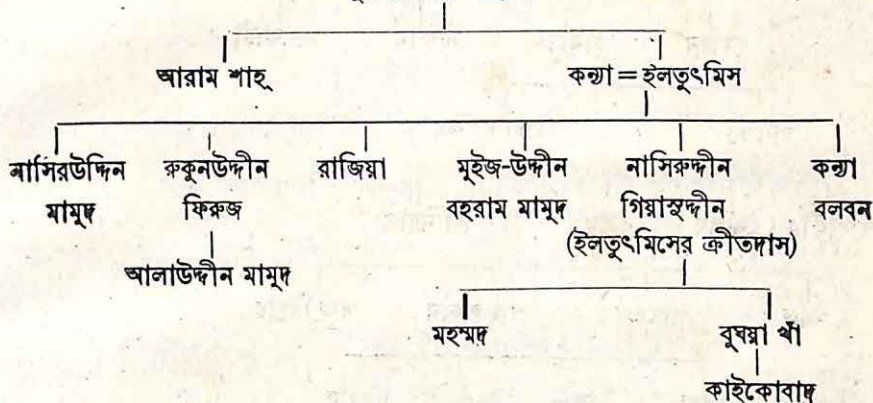 আরাম শাহ্ কন্যা = ইলতুৎমিস
নাসিরউদ্দিন রুকুনউদ্দীন রাজিয়া মুইজ-উদ্দীন নাসিরুদ্দীন কন্যা
মামুদ ফিরুজ বহরাম মামুদ গিয়াসুদ্দীন বলবন
(ইলতুৎমিসের ক্রীতদাস)
আলাউদ্দীন মামুদ
মহম্মদ বুঘরা খাঁ
কাইকোবাদ